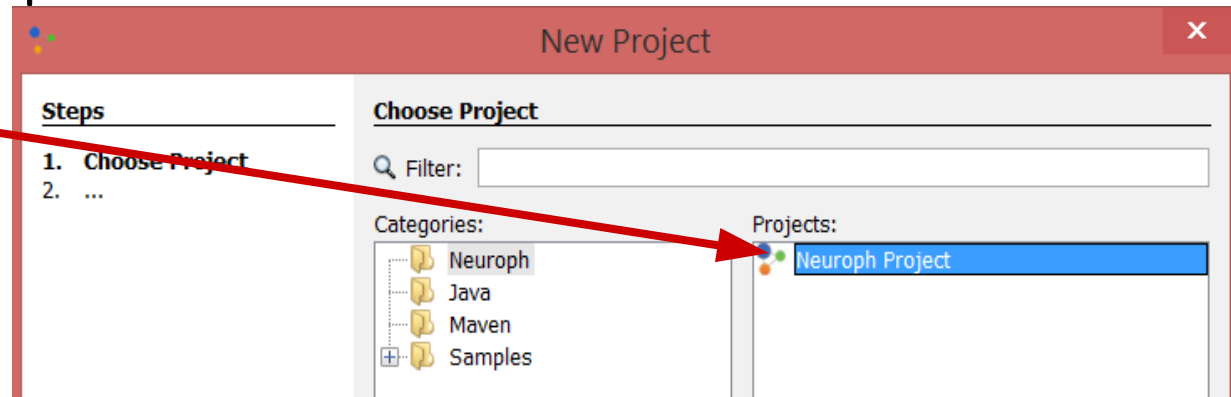 New Project
x
Steps
1. Choose Project
2. ...
Choose Project
Filter:
Categories:
Neuroph
Java
Maven
Samples
Projects:
Neuroph Project